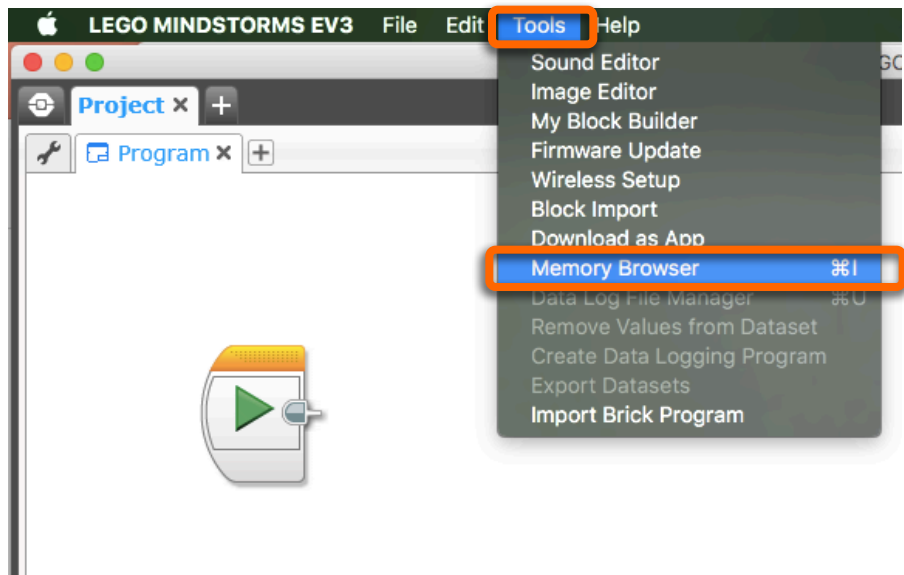 LEGO MINDSTORMS EV3 File Edit Tools Help
Project
Program
Sound Editor
Image Editor
My Block Builder
Firmware Update
Wireless Setup
Block Import
Download as App
Memory Browser ⌘I
Data Log File Manager ⌘U
Remove Values from Dataset
Create Data Logging Program
Export Datasets
Import Brick Program